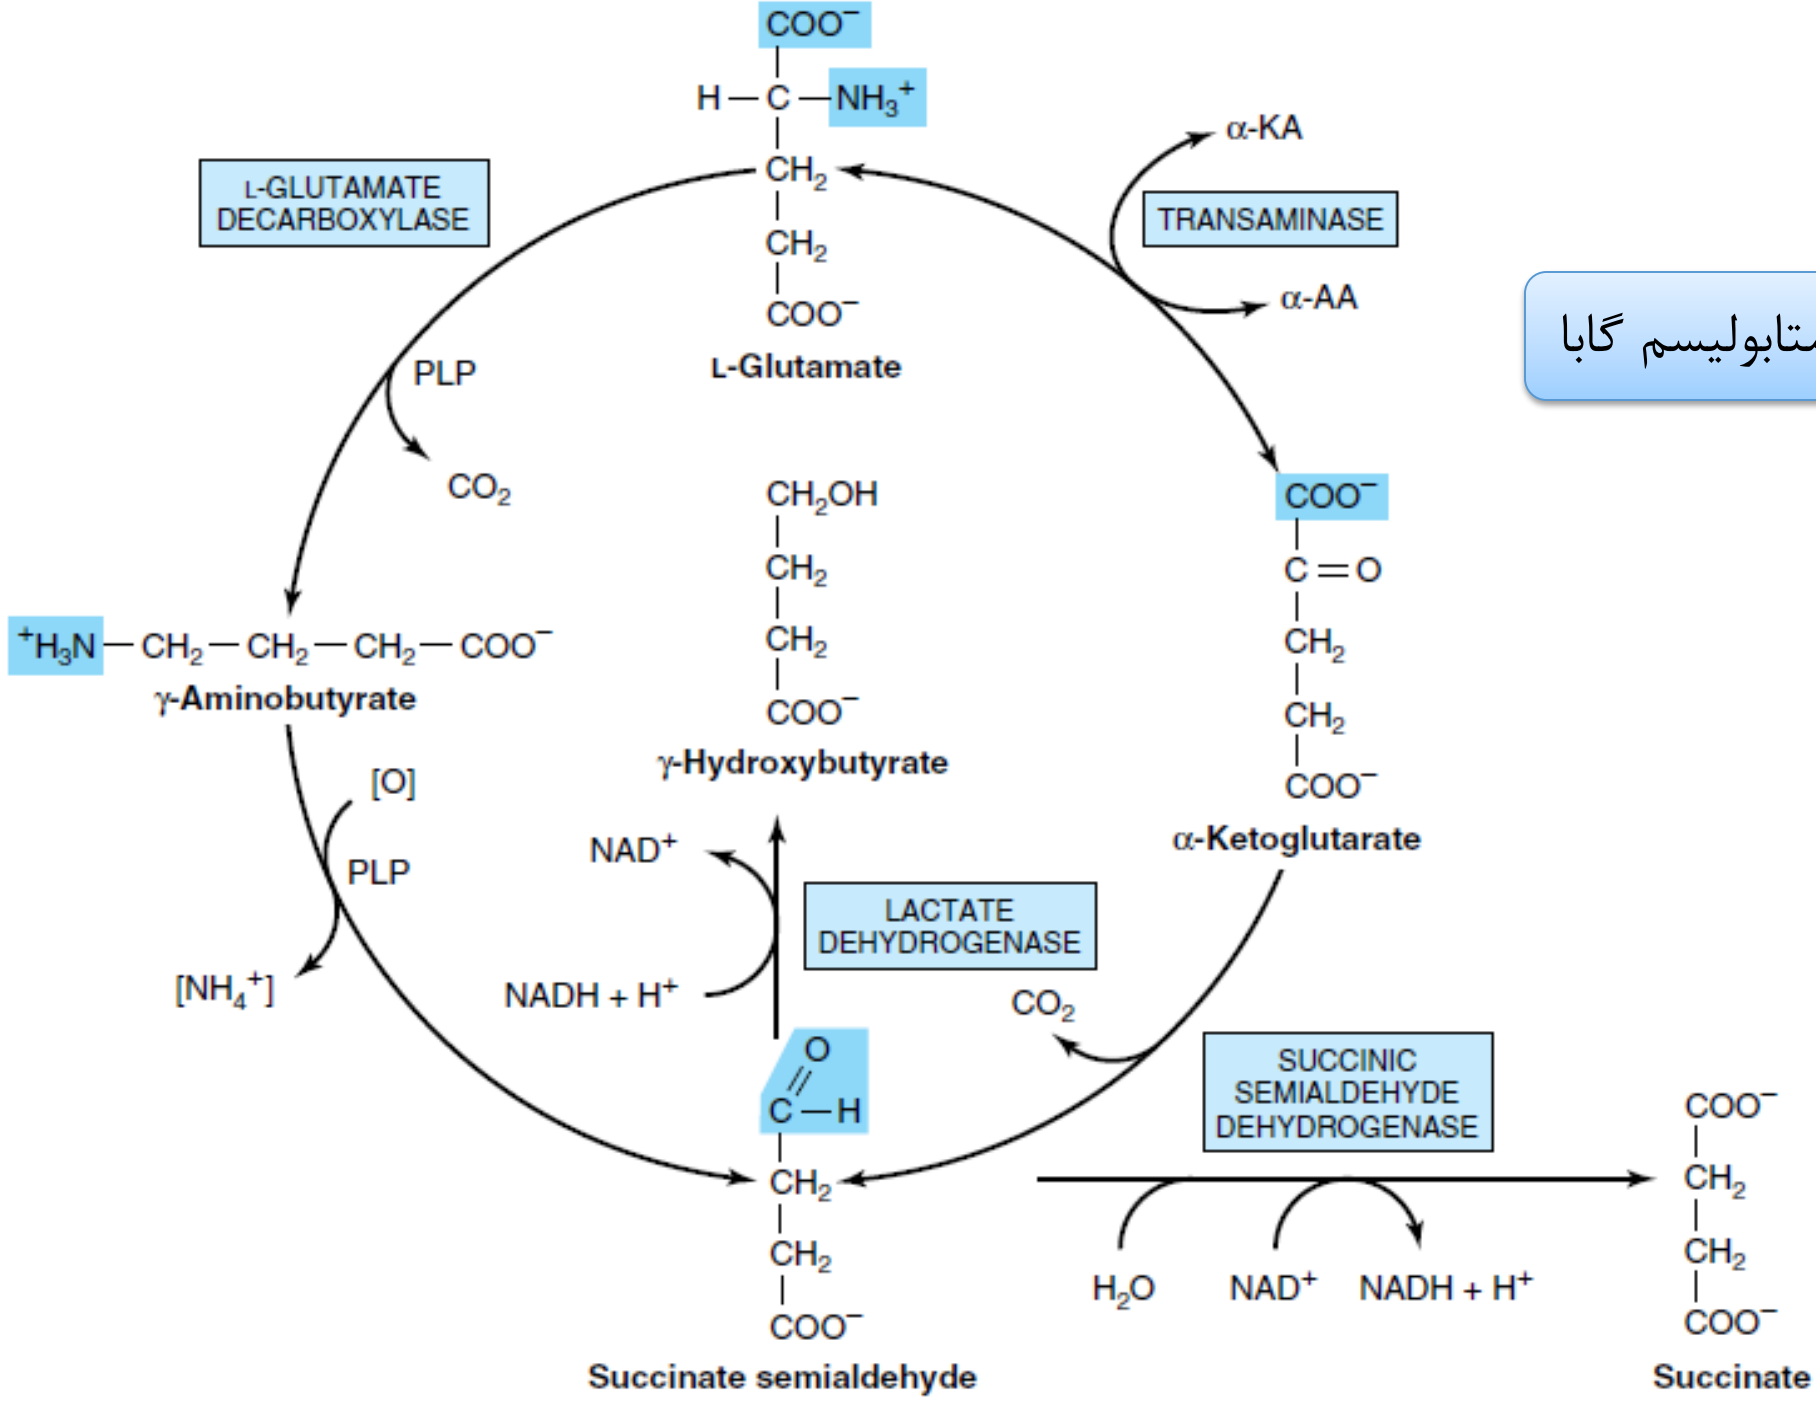 COO⁻
H—C—NH₃⁺
CH₂
CH₂
COO⁻
L-Glutamate
L-GLUTAMATE
DECARBOXYLASE
PLP
CO₂
α-KA
TRANSAMINASE
α-AA
گابا
⁺H₃N—CH₂—CH₂—CH₂—COO⁻
γ-Aminobutyrate
CH₂OH
CH₂
CH₂
COO⁻
γ-Hydroxybutyrate
COO⁻
C=O
CH₂
CH₂
COO⁻
α-Ketoglutarate
[O]
PLP
[NH₄⁺]
NAD⁺
NADH + H⁺
LACTATE
DEHYDROGENASE
CO₂
O
C—H
CH₂
CH₂
COO⁻
Succinate semialdehyde
SUCCINIC
SEMIALDEHYDE
DEHYDROGENASE
H₂O
NAD⁺
NADH + H⁺
COO⁻
CH₂
CH₂
COO⁻
Succinate